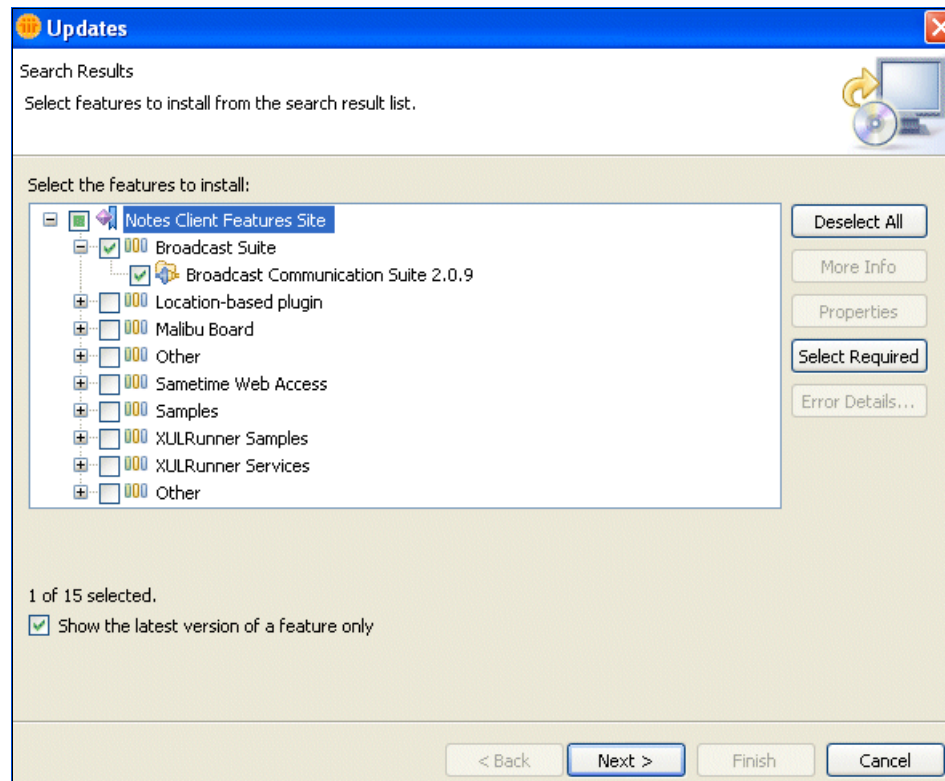 Updates
Search Results
Select features to install from the search result list.
Select the features to install:
Notes Client Features Site
Broadcast Suite
Broadcast Communication Suite 2.0.9
Location-based plugin
Malibu Board
Other
Sametime Web Access
Samples
XULRunner Samples
XULRunner Services
Other
Deselect All
More Info
Properties
Select Required
Error Details...
1 of 15 selected.
Show the latest version of a feature only
< Back
Next >
Finish
Cancel